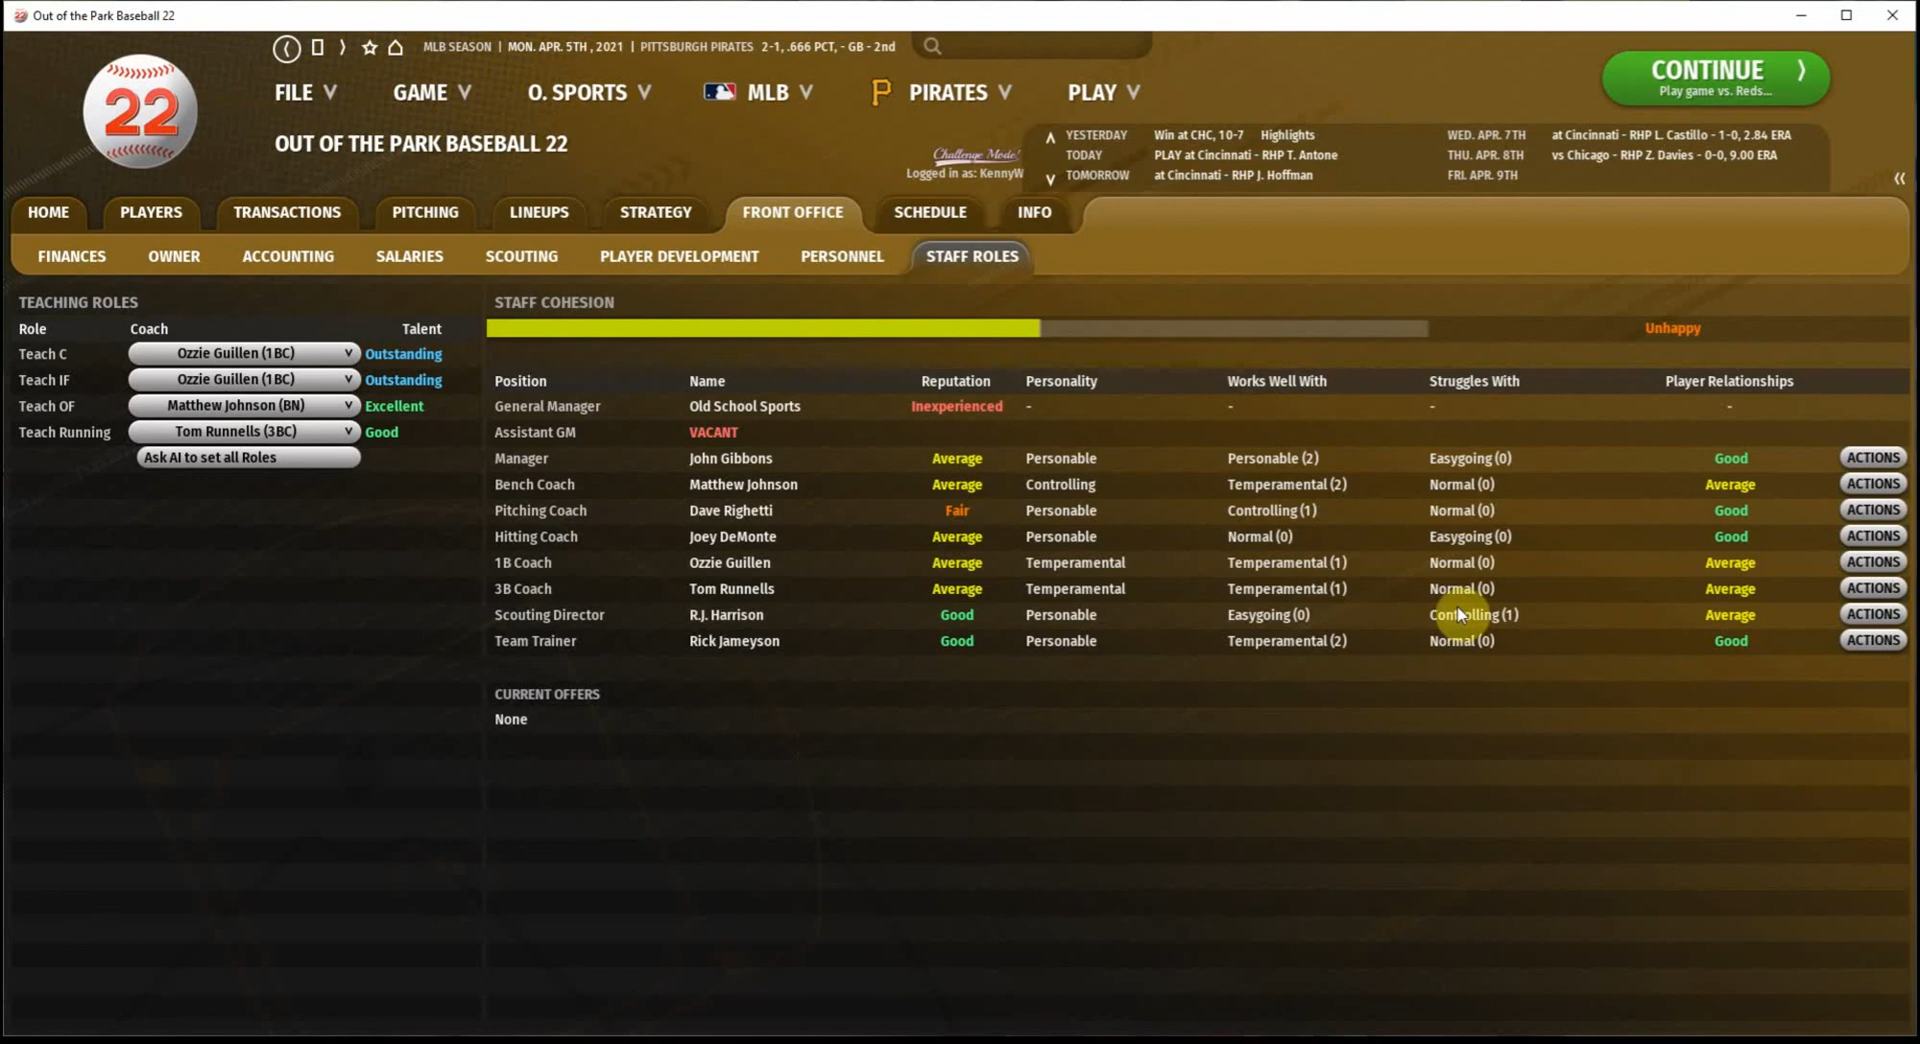 Out of the Park Baseball 22
MLB SEASON | MON. APR. 5TH, 2021 | PITTSBURGH PIRATES 2-1, .666 PCT, - GB - 2nd
22
FILE GAME O. SPORTS MLB P PIRATES PLAY
CONTINUE
Play game vs. Reds...
OUT OF THE PARK BASEBALL 22
Challenge Mode!
Logged in as: KennyW
YESTERDAY Win at CHC, 10-7 Highlights WED. APR. 7TH at Cincinnati - RHP L. Castillo - 1-0, 2.84 ERA
TODAY PLAY at Cincinnati - RHP T. Antone THU. APR. 8TH vs Chicago - RHP Z. Davies - 0-0, 9.00 ERA
TOMORROW at Cincinnati - RHP J. Hoffman FRI. APR. 9TH
HOME PLAYERS TRANSACTIONS PITCHING LINEUPS STRATEGY FRONT OFFICE SCHEDULE INFO
FINANCES OWNER ACCOUNTING SALARIES SCOUTING PLAYER DEVELOPMENT PERSONNEL STAFF ROLES
TEACHING ROLES
Role Coach Talent
Teach C Ozzie Guillen (1BC) Outstanding
Teach IF Ozzie Guillen (1BC) Outstanding
Teach OF Matthew Johnson (BN) Excellent
Teach Running Tom Runnells (3BC) Good
Ask AI to set all Roles
STAFF COHESION
Unhappy
Position Name Reputation Personality Works Well With Struggles With Player Relationships
General Manager Old School Sports Inexperienced - - - -
Assistant GM VACANT
Manager John Gibbons Average Personable Personable (2) Easygoing (0) Good ACTIONS
Bench Coach Matthew Johnson Average Controlling Temperamental (2) Normal (0) Average ACTIONS
Pitching Coach Dave Righetti Fair Personable Controlling (1) Normal (0) Good ACTIONS
Hitting Coach Joey DeMonte Average Personable Normal (0) Easygoing (0) Good ACTIONS
1B Coach Ozzie Guillen Average Temperamental Temperamental (1) Normal (0) Average ACTIONS
3B Coach Tom Runnells Average Temperamental Temperamental (1) Normal (0) Average ACTIONS
Scouting Director R.J. Harrison Good Personable Easygoing (0) Controlling (1) Average ACTIONS
Team Trainer Rick Jameyson Good Personable Temperamental (2) Normal (0) Good ACTIONS
CURRENT OFFERS
None